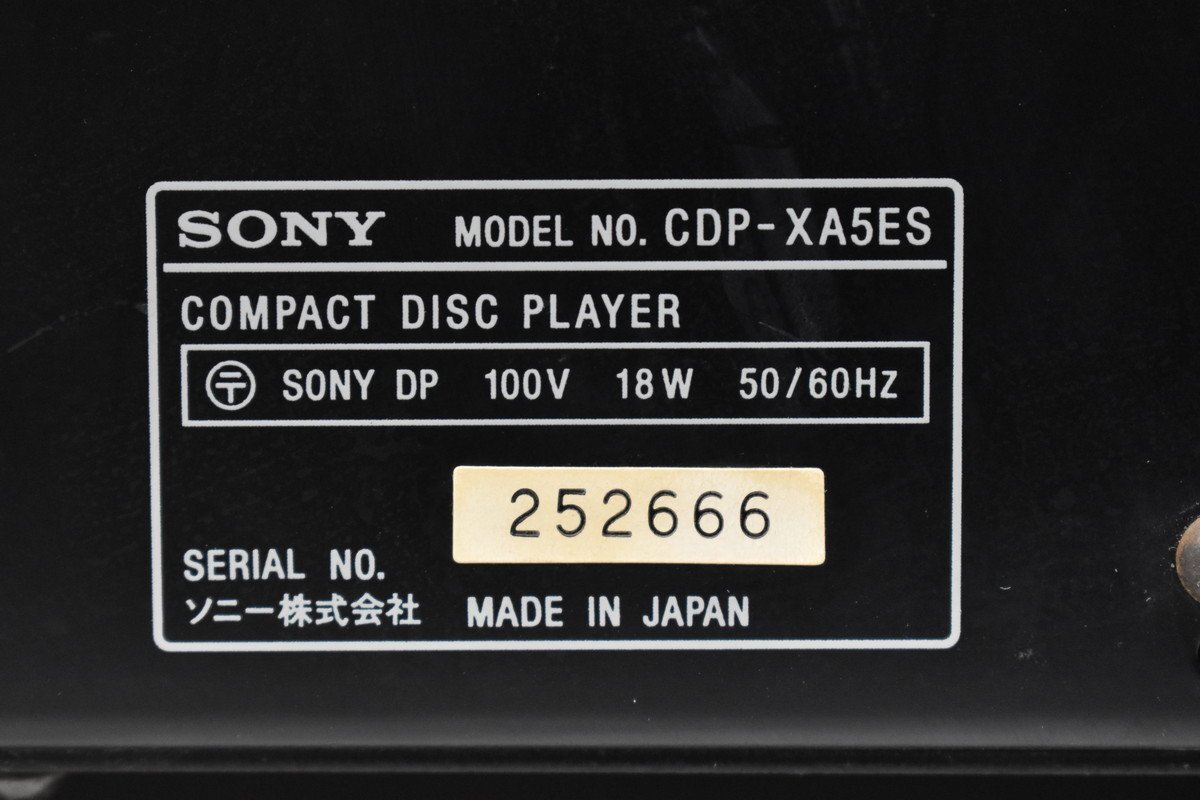 SONY MODEL NO. CDP-XA5ES
COMPACT DISC PLAYER
〶 SONY DP 100V 18W 50/60HZ
252666
SERIAL NO.
ソニー株式会社 MADE IN JAPAN